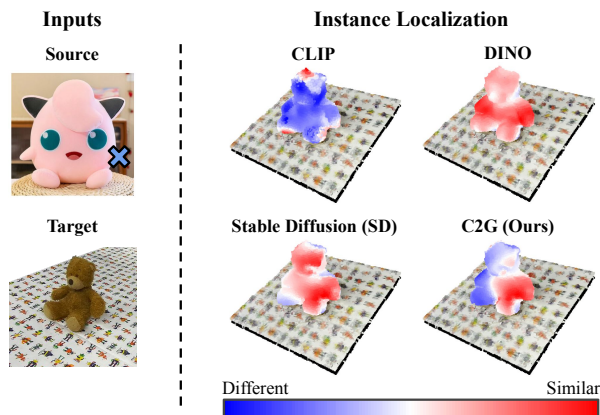 Inputs
Instance Localization
Source
CLIP
DINO
Target
Stable Diffusion (SD)
C2G (Ours)
Different
Similar